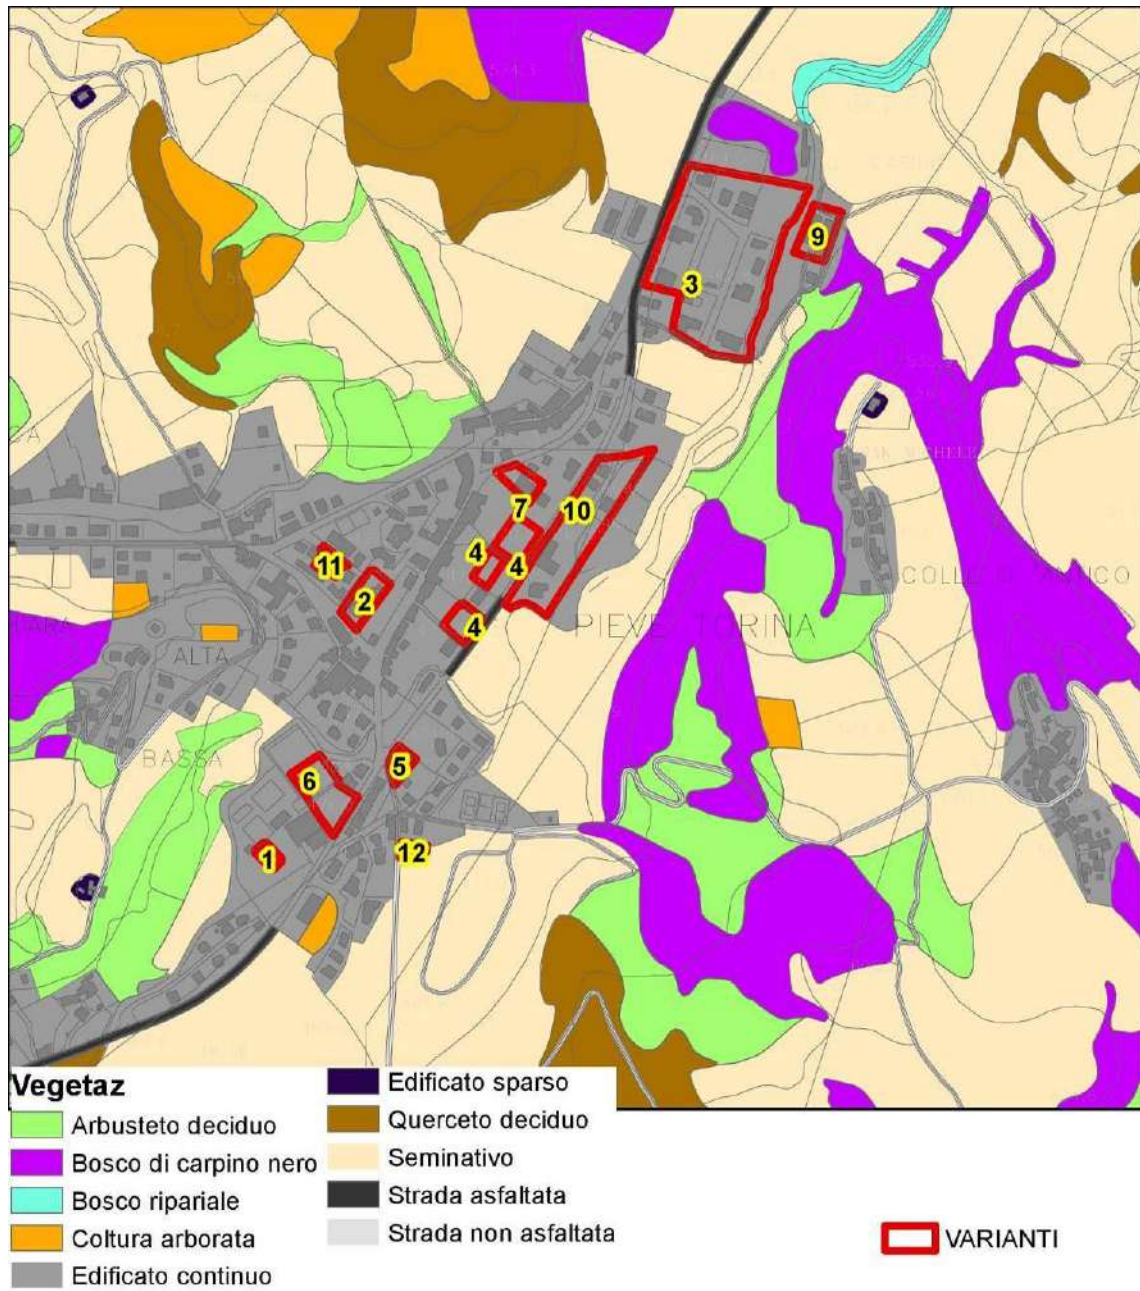 9
3
7
10
4
11
4
2
4
PIEVE TORINA
COLLE
ALTA
BASSA
5
6
1
12
Vegetaz
Arbusteto deciduo
Bosco di carpino nero
Bosco ripariale
Coltura arborata
Edificato continuo
Edificato sparso
Querceto deciduo
Seminativo
Strada asfaltata
Strada non asfaltata
VARIANTI